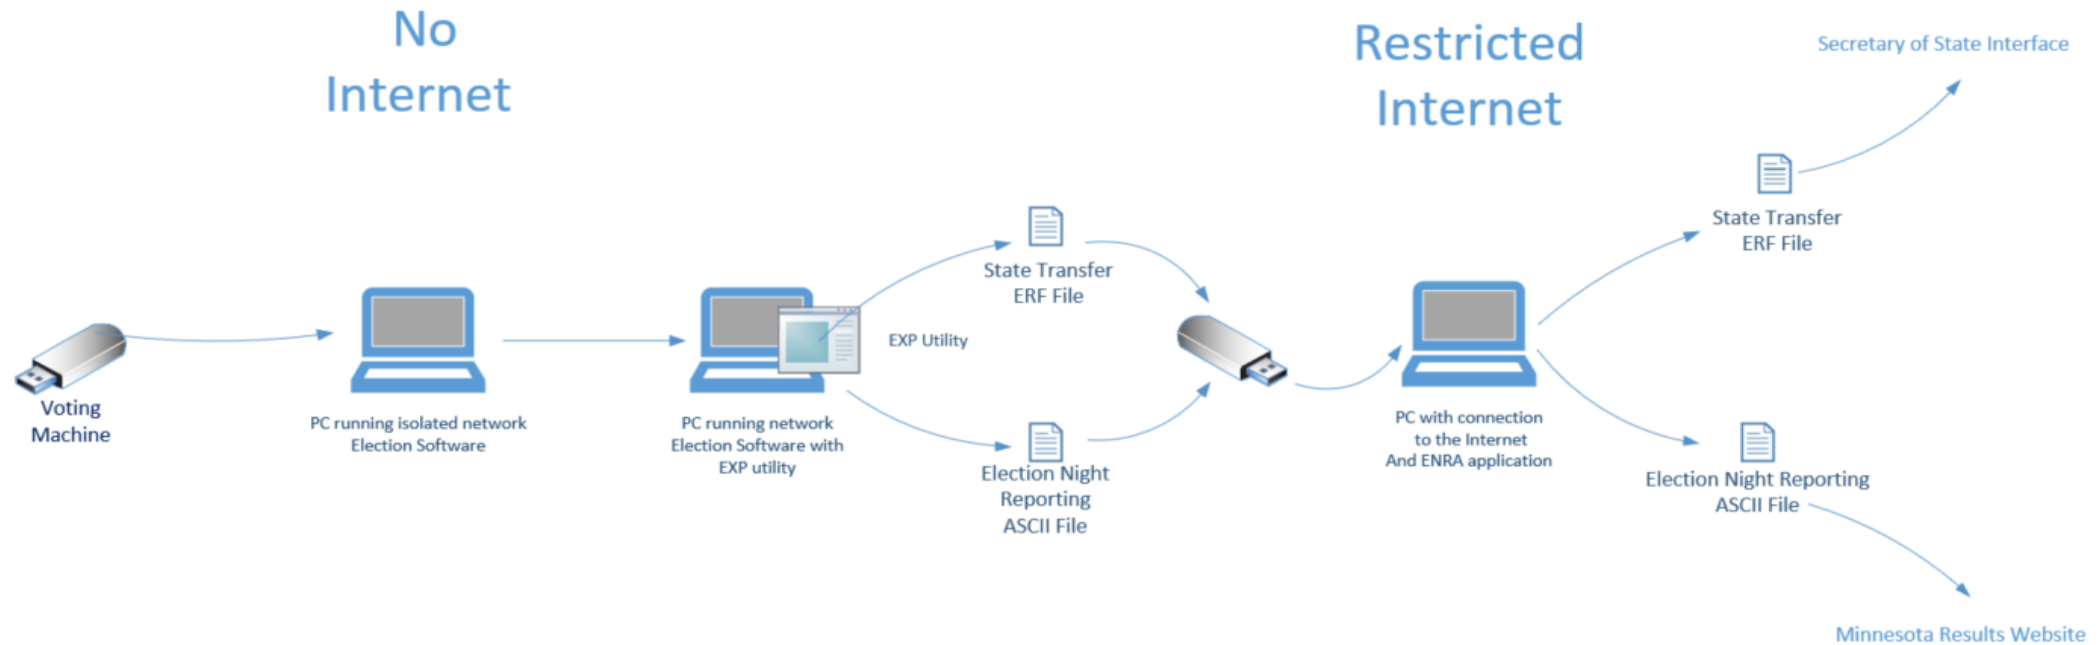 No
Internet
Restricted
Internet
Secretary of State Interface
State Transfer
ERF File
State Transfer
ERF File
EXP Utility
Voting
Machine
PC running isolated network
Election Software
PC running network
Election Software with
EXP utility
Election Night
Reporting
ASCII File
PC with connection
to the Internet
And ENRA application
Election Night Reporting
ASCII File
Minnesota Results Website